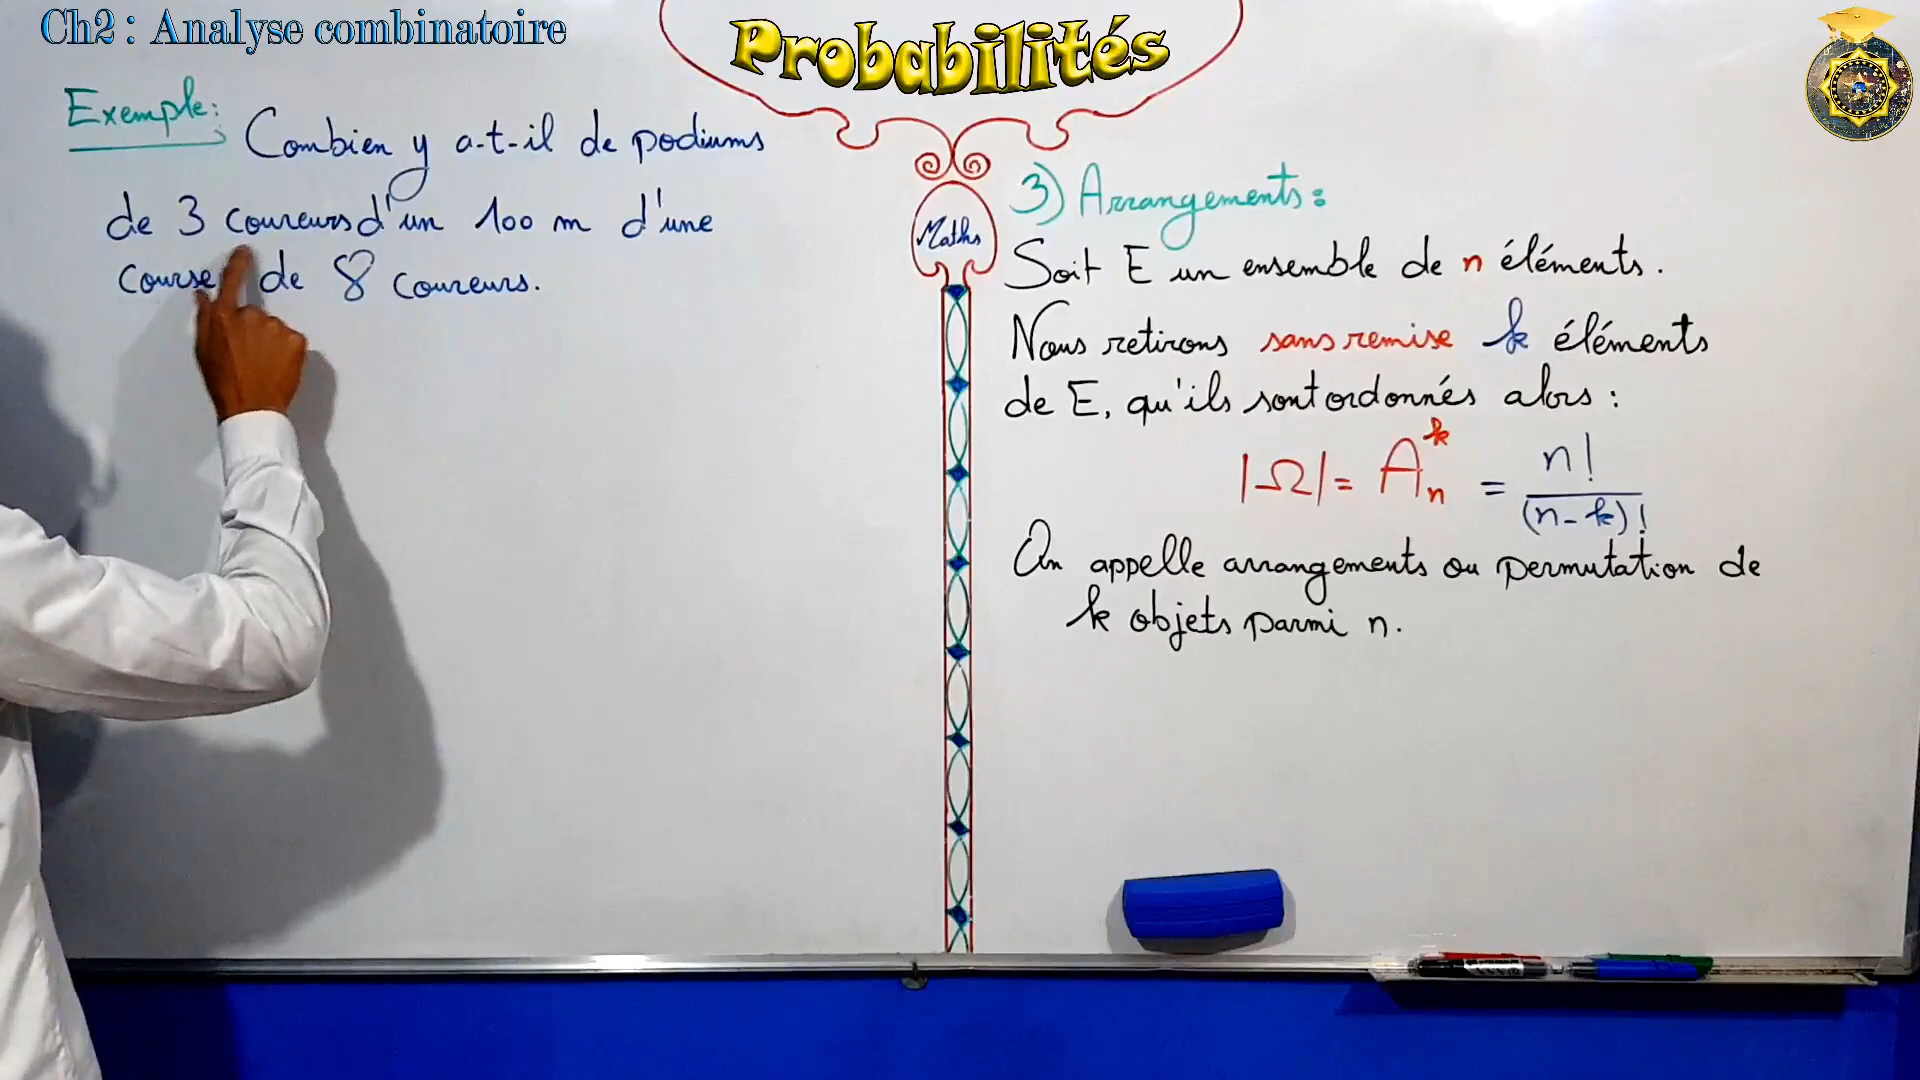 Ch2 : Analyse combinatoire
Probabilités
Exemple:
Combien y a-t-il de podiums
de 3 coureurs d'un 100 m d'une
course de 8 coureurs.
Maths
3) Arrangements :
Soit E un ensemble de n éléments.
Nous retirons sans remise k éléments
de E, qu'ils sont ordonnés alors :
|Ω| = A_n^k = n! / (n-k)!
On appelle arrangements ou permutation de
k objets parmi n.